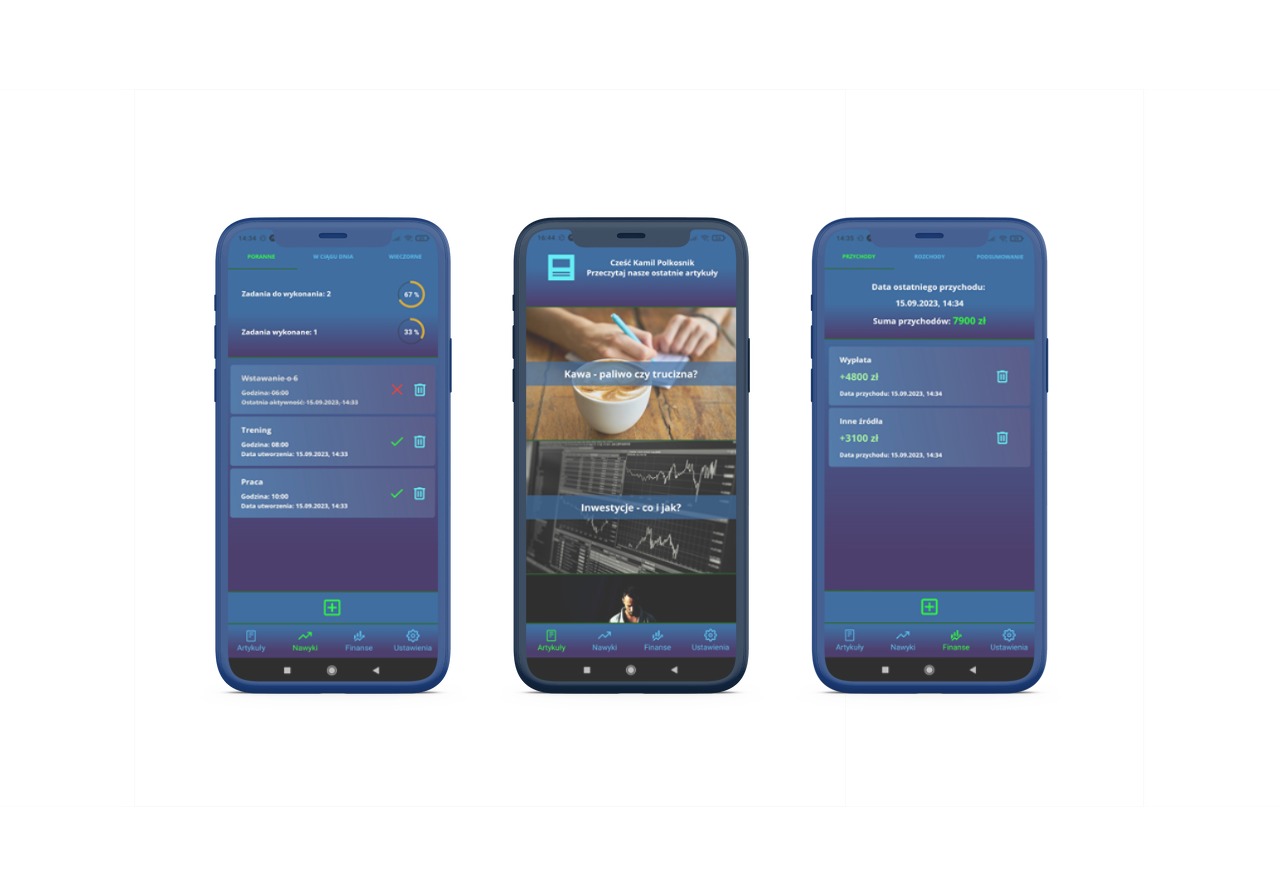 14:34
PORANNE W CIĄGU DNIA WIECZORNE
Zadania do wykonania: 2
67 %
Zadania wykonane: 1
33 %
Wstawanie o 6
Godzina: 06:00
Ostatnia aktywność: 15.09.2023, 14:33
Trening
Godzina: 08:00
Data utworzenia: 15.09.2023, 14:33
Praca
Godzina: 10:00
Data utworzenia: 15.09.2023, 14:33
Artykuły Nawyki Finanse Ustawienia
Cześć Kamil Polkosnik
Przeczytaj nasze ostatnie artykuły
Kawa - paliwo czy trucizna?
Inwestycje - co i jak?
Artykuły Nawyki Finanse Ustawienia
14:35
PRZYCHODY ROZCHODY PODSUMOWANIE
Data ostatniego przychodu:
15.09.2023, 14:34
Suma przychodów: 7900 zł
Wypłata
+4800 zł
Data przychodu: 15.09.2023, 14:34
Inne źródła
+3100 zł
Data przychodu: 15.09.2023, 14:34
Artykuły Nawyki Finanse Ustawienia